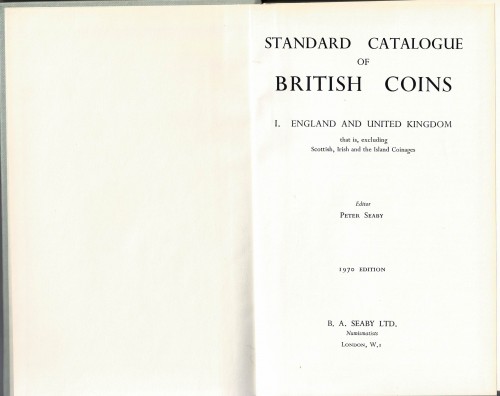 STANDARD CATALOGUE
OF
BRITISH COINS
I. ENGLAND AND UNITED KINGDOM
that is, excluding
Scottish, Irish and the Island Coinages
Editor
PETER SEABY
1970 EDITION
B. A. SEABY LTD.
Numismatists
LONDON, W.1